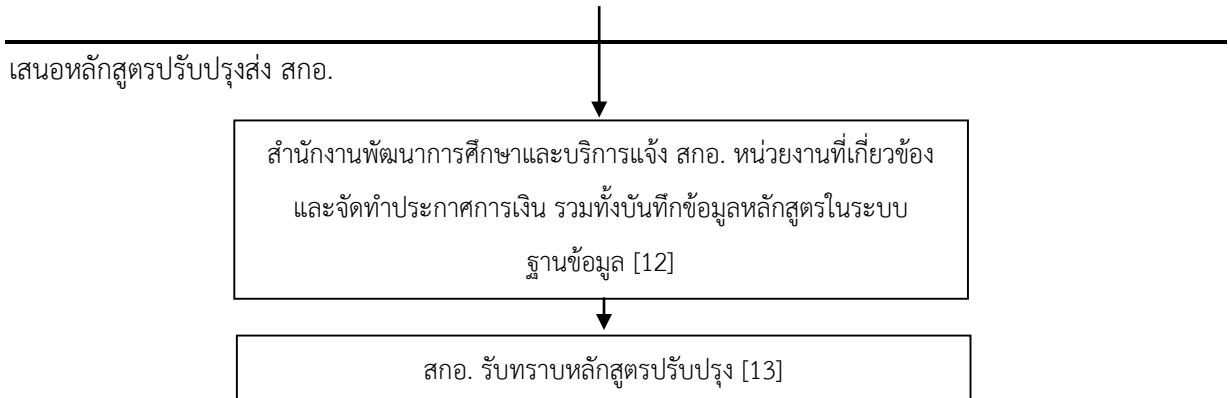 เสนอหลักสูตรปรับปรุงส่ง สกอ.
สำนักงานพัฒนาการศึกษาและบริการแจ้ง สกอ. หน่วยงานที่เกี่ยวข้อง
และจัดทำประกาศการเงิน รวมทั้งบันทึกข้อมูลหลักสูตรในระบบ
ฐานข้อมูล [12]
สกอ. รับทราบหลักสูตรปรับปรุง [13]